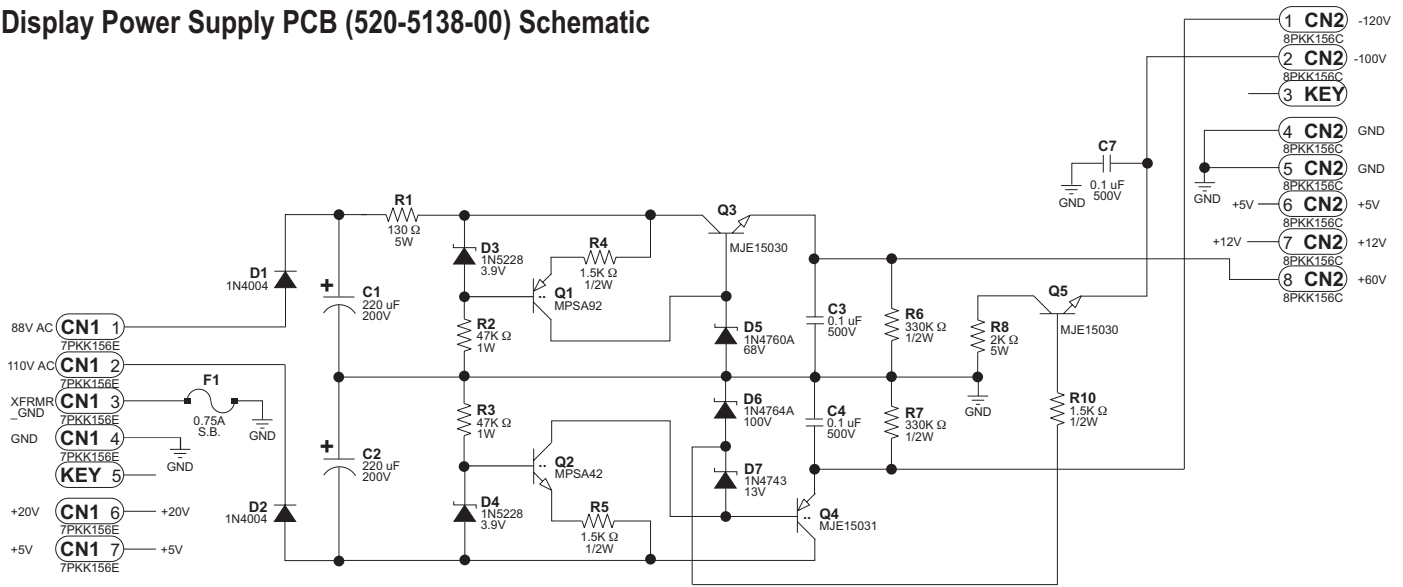 Display Power Supply PCB (520-5138-00) Schematic
1 CN2 -120V
8PKK156C
2 CN2 -100V
8PKK156C
3 KEY
4 CN2 GND
8PKK156C
5 CN2 GND
8PKK156C
GND
+5V 6 CN2 +5V
8PKK156C
+12V 7 CN2 +12V
8PKK156C
8 CN2 +60V
8PKK156C
C7
0.1 uF
500V
GND
R1
130 Ω
5W
Q3
MJE15030
D3
1N5228
3.9V
R4
1.5K Ω
1/2W
D1
1N4004
C1
220 uF
200V
+
Q1
MPSA92
Q5
MJE15030
88V AC CN1 1
7PKK156E
R2
47K Ω
1W
D5
1N4760A
68V
C3
0.1 uF
500V
R6
330K Ω
1/2W
R8
2K Ω
5W
110V AC CN1 2
7PKK156E
F1
0.75A
S.B.
GND
XFRMR
_GND
CN1 3
7PKK156E
R3
47K Ω
1W
D6
1N4764A
100V
C4
0.1 uF
500V
R7
330K Ω
1/2W
GND
R10
1.5K Ω
1/2W
GND CN1 4
7PKK156E
GND
KEY 5
C2
220 uF
200V
+
Q2
MPSA42
D7
1N4743
13V
+20V CN1 6 +20V
7PKK156E
D2
1N4004
D4
1N5228
3.9V
R5
1.5K Ω
1/2W
Q4
MJE15031
+5V CN1 7 +5V
7PKK156E